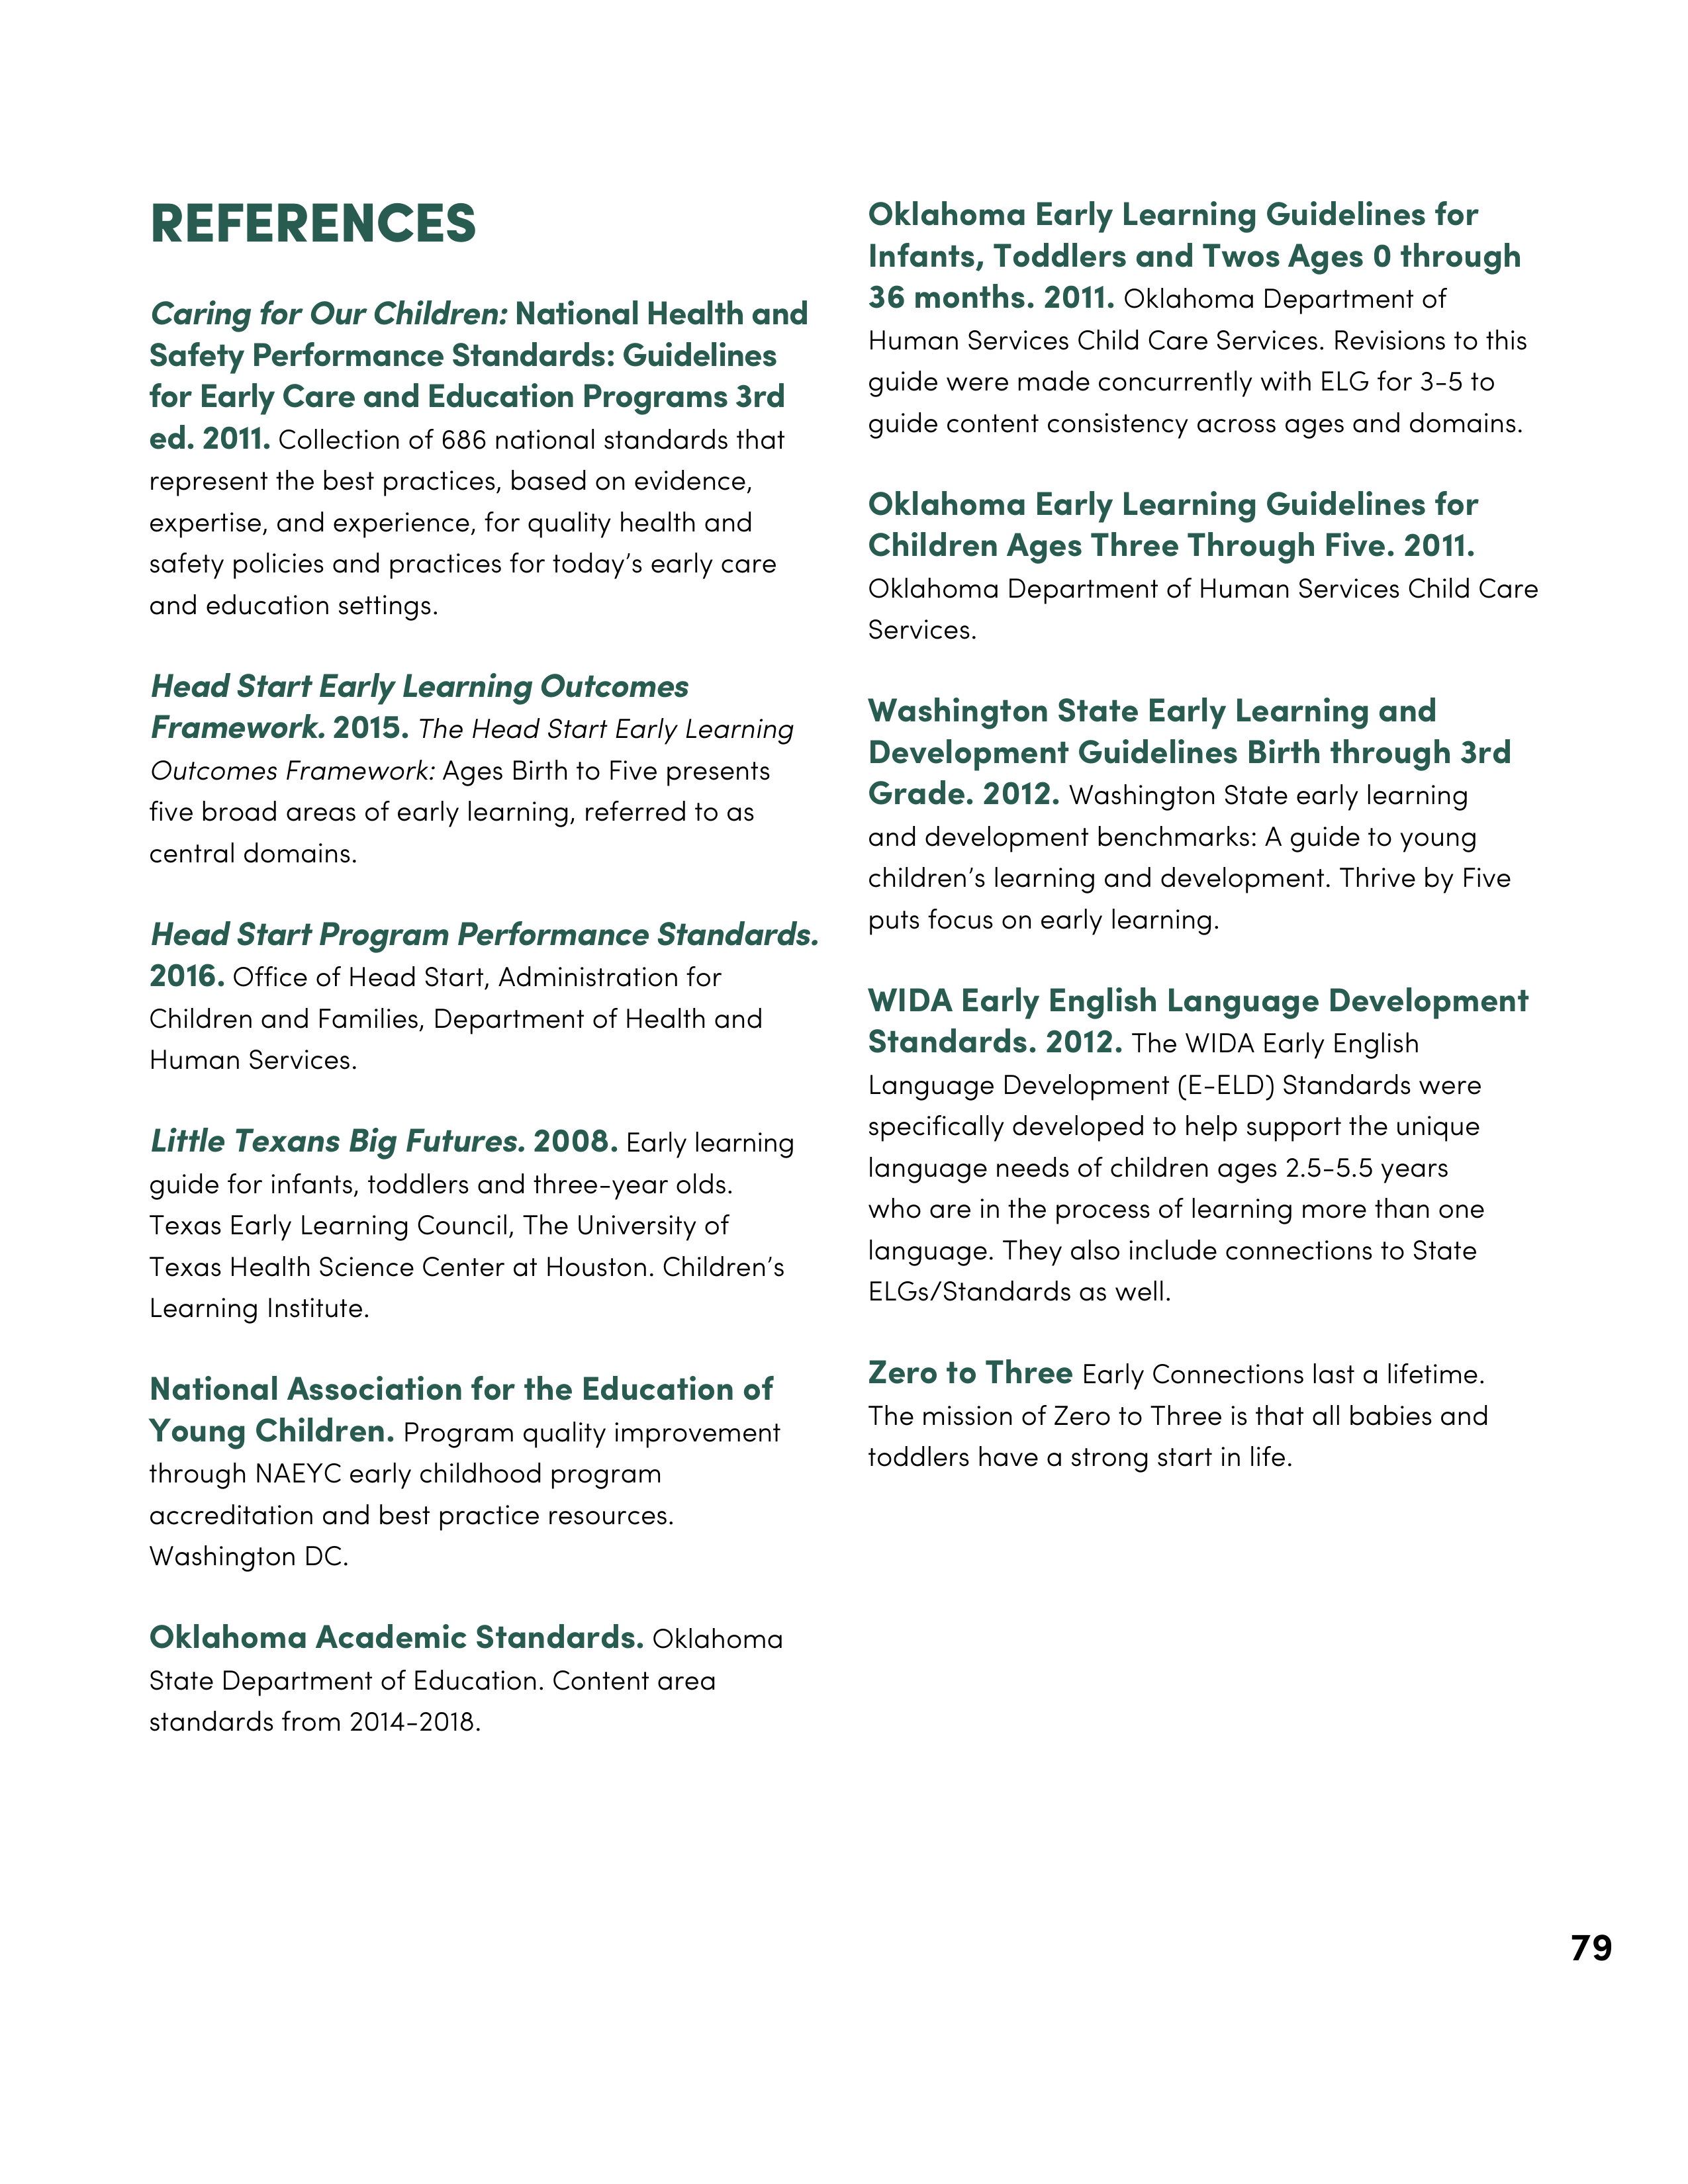 REFERENCES
Caring for Our Children: National Health and
Safety Performance Standards: Guidelines
for Early Care and Education Programs 3rd
ed. 2011. Collection of 686 national standards that
represent the best practices, based on evidence,
expertise, and experience, for quality health and
safety policies and practices for today’s early care
and education settings.
Head Start Early Learning Outcomes
Framework. 2015. The Head Start Early Learning
Outcomes Framework: Ages Birth to Five presents
five broad areas of early learning, referred to as
central domains.
Head Start Program Performance Standards.
2016. Office of Head Start, Administration for
Children and Families, Department of Health and
Human Services.
Little Texans Big Futures. 2008. Early learning
guide for infants, toddlers and three-year olds.
Texas Early Learning Council, The University of
Texas Health Science Center at Houston. Children’s
Learning Institute.
National Association for the Education of
Young Children. Program quality improvement
through NAEYC early childhood program
accreditation and best practice resources.
Washington DC.
Oklahoma Academic Standards. Oklahoma
State Department of Education. Content area
standards from 2014-2018.
Oklahoma Early Learning Guidelines for
Infants, Toddlers and Twos Ages 0 through
36 months. 2011. Oklahoma Department of
Human Services Child Care Services. Revisions to this
guide were made concurrently with ELG for 3-5 to
guide content consistency across ages and domains.
Oklahoma Early Learning Guidelines for
Children Ages Three Through Five. 2011.
Oklahoma Department of Human Services Child Care
Services.
Washington State Early Learning and
Development Guidelines Birth through 3rd
Grade. 2012. Washington State early learning
and development benchmarks: A guide to young
children’s learning and development. Thrive by Five
puts focus on early learning.
WIDA Early English Language Development
Standards. 2012. The WIDA Early English
Language Development (E-ELD) Standards were
specifically developed to help support the unique
language needs of children ages 2.5-5.5 years
who are in the process of learning more than one
language. They also include connections to State
ELGs/Standards as well.
Zero to Three Early Connections last a lifetime.
The mission of Zero to Three is that all babies and
toddlers have a strong start in life.
79